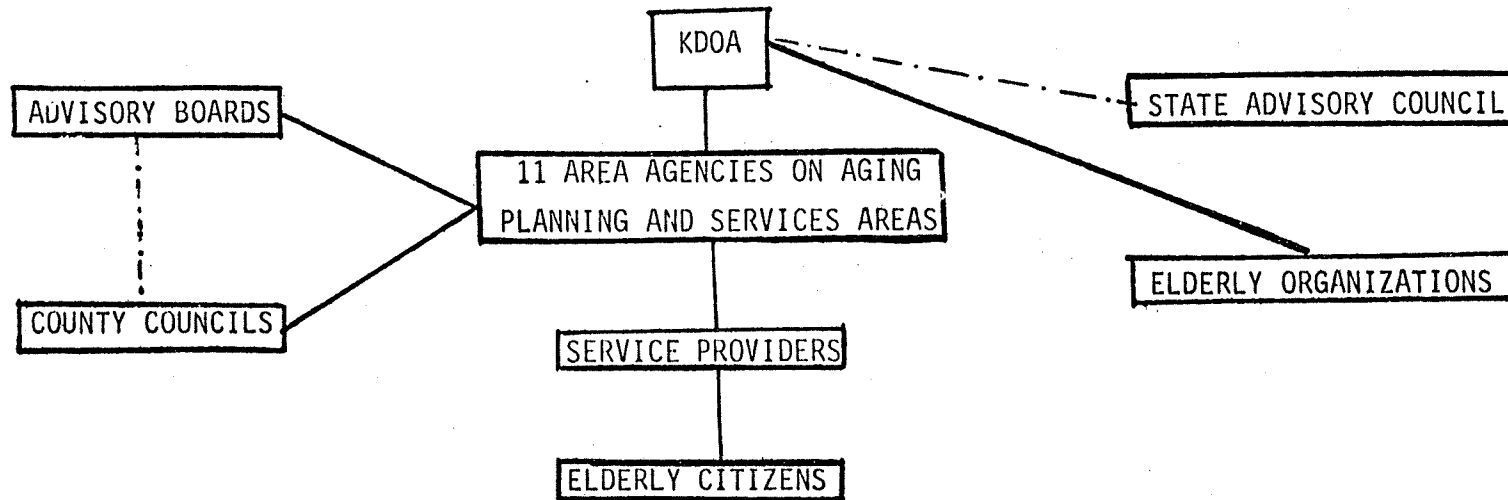 KDOA
ADVISORY BOARDS
STATE ADVISORY COUNCIL
11 AREA AGENCIES ON AGING
PLANNING AND SERVICES AREAS
ELDERLY ORGANIZATIONS
COUNTY COUNCILS
SERVICE PROVIDERS
ELDERLY CITIZENS